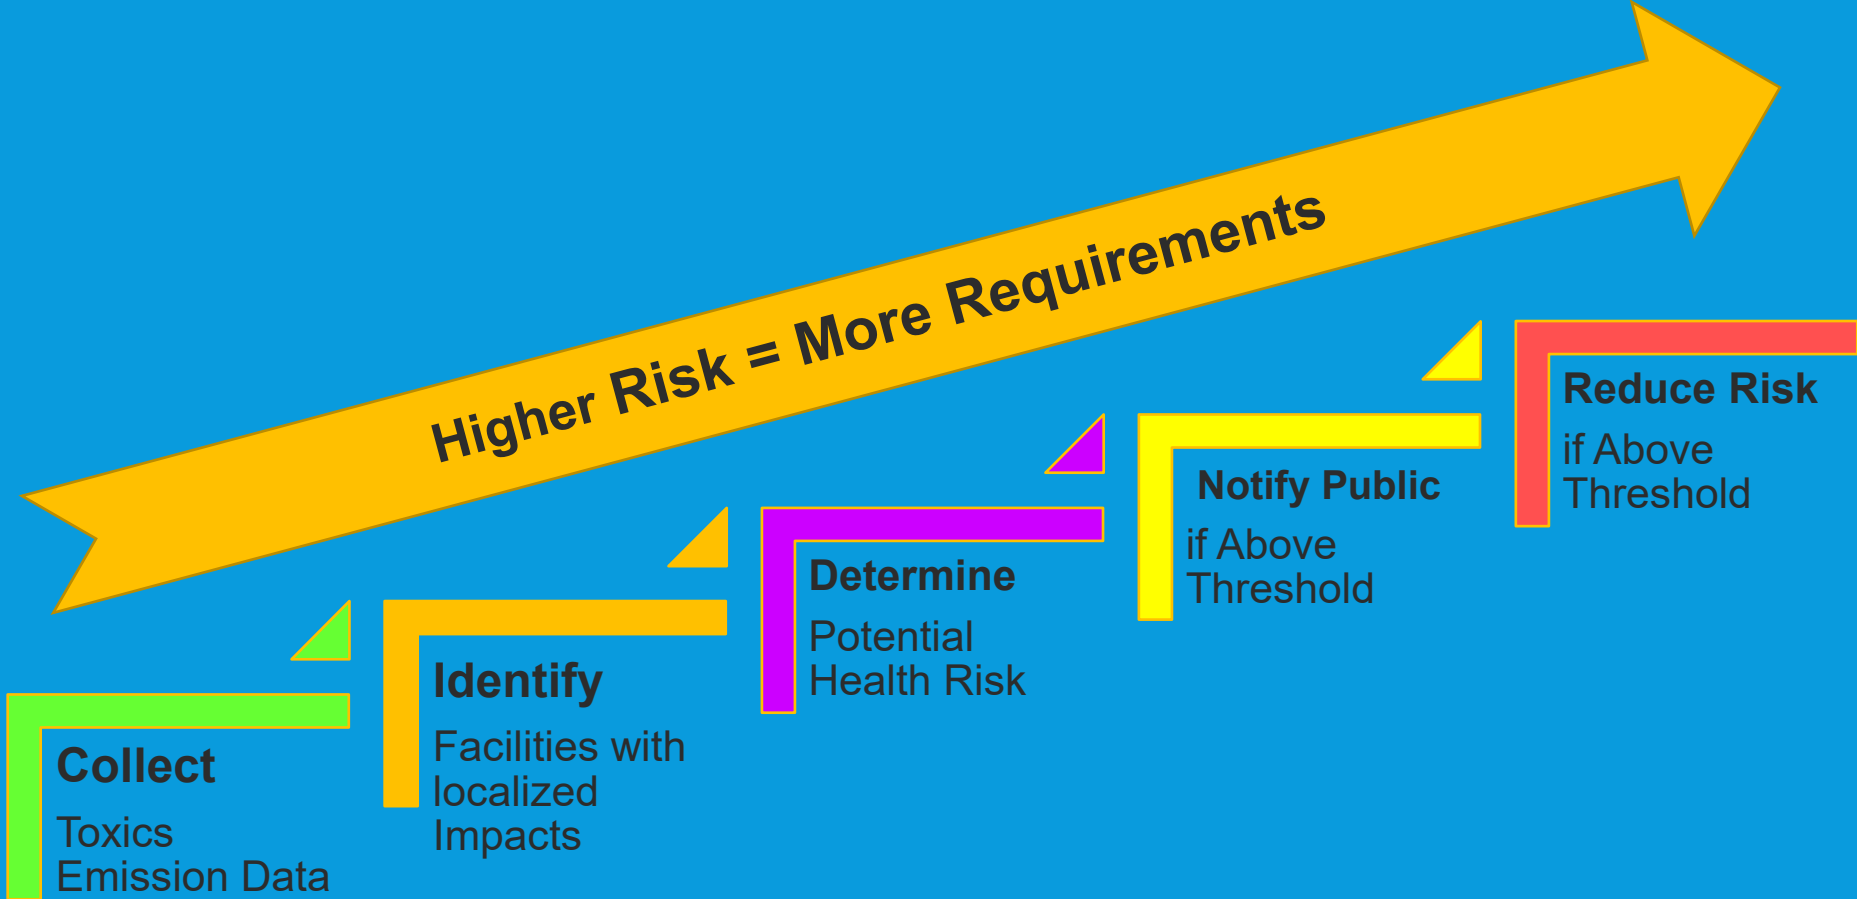 Higher Risk = More Requirements
Collect
Toxics
Emission Data
Identify
Facilities with
localized
Impacts
Determine
Potential
Health Risk
Notify Public
if Above
Threshold
Reduce Risk
if Above
Threshold